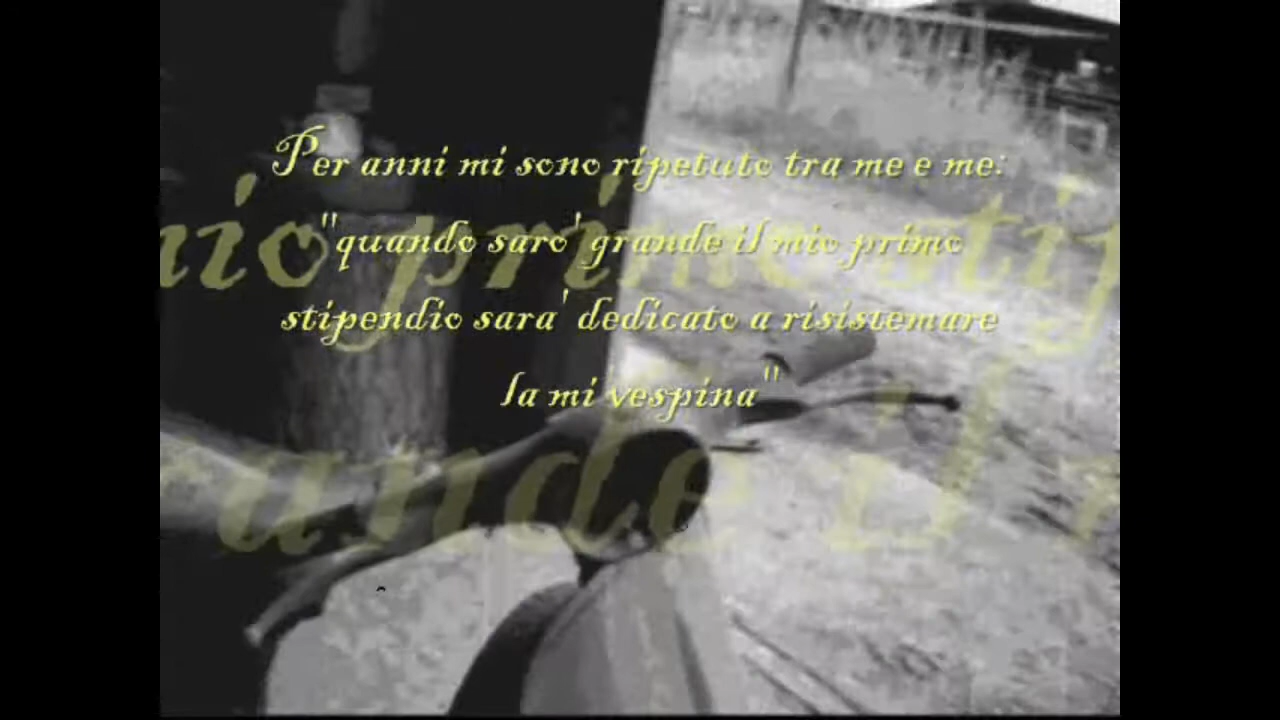 Per anni mi sono ripetuto tra me e me:
"quando saro' grande il mio primo
stipendio sara' dedicato a risistemare
la mi vespina"